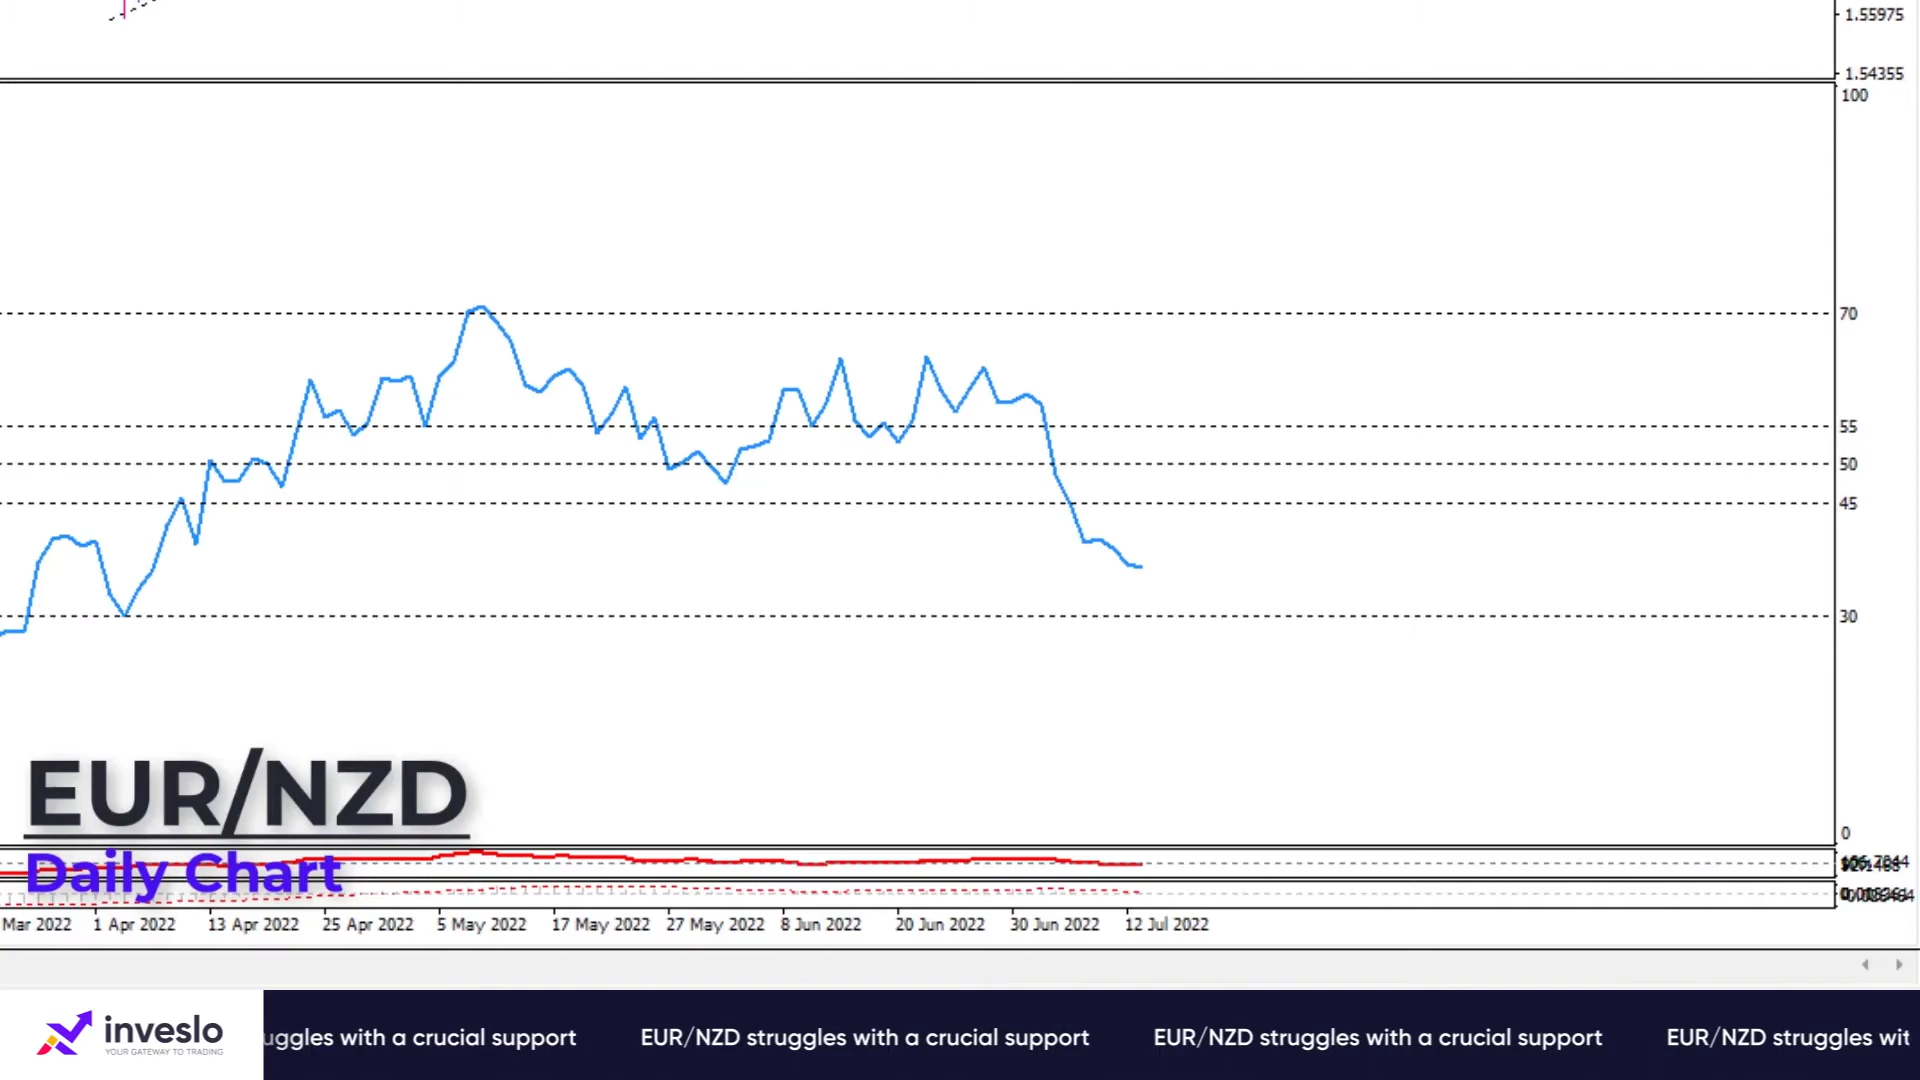 1.55975
1.54355
100
70
55
50
45
30
0
EUR/NZD
Daily Chart
Mar 2022 1 Apr 2022 13 Apr 2022 25 Apr 2022 5 May 2022 17 May 2022 27 May 2022 8 Jun 2022 20 Jun 2022 30 Jun 2022 12 Jul 2022
inveslo
YOUR GATEWAY TO TRADING
uggles with a crucial support EUR/NZD struggles with a crucial support EUR/NZD struggles with a crucial support EUR/NZD struggles wit